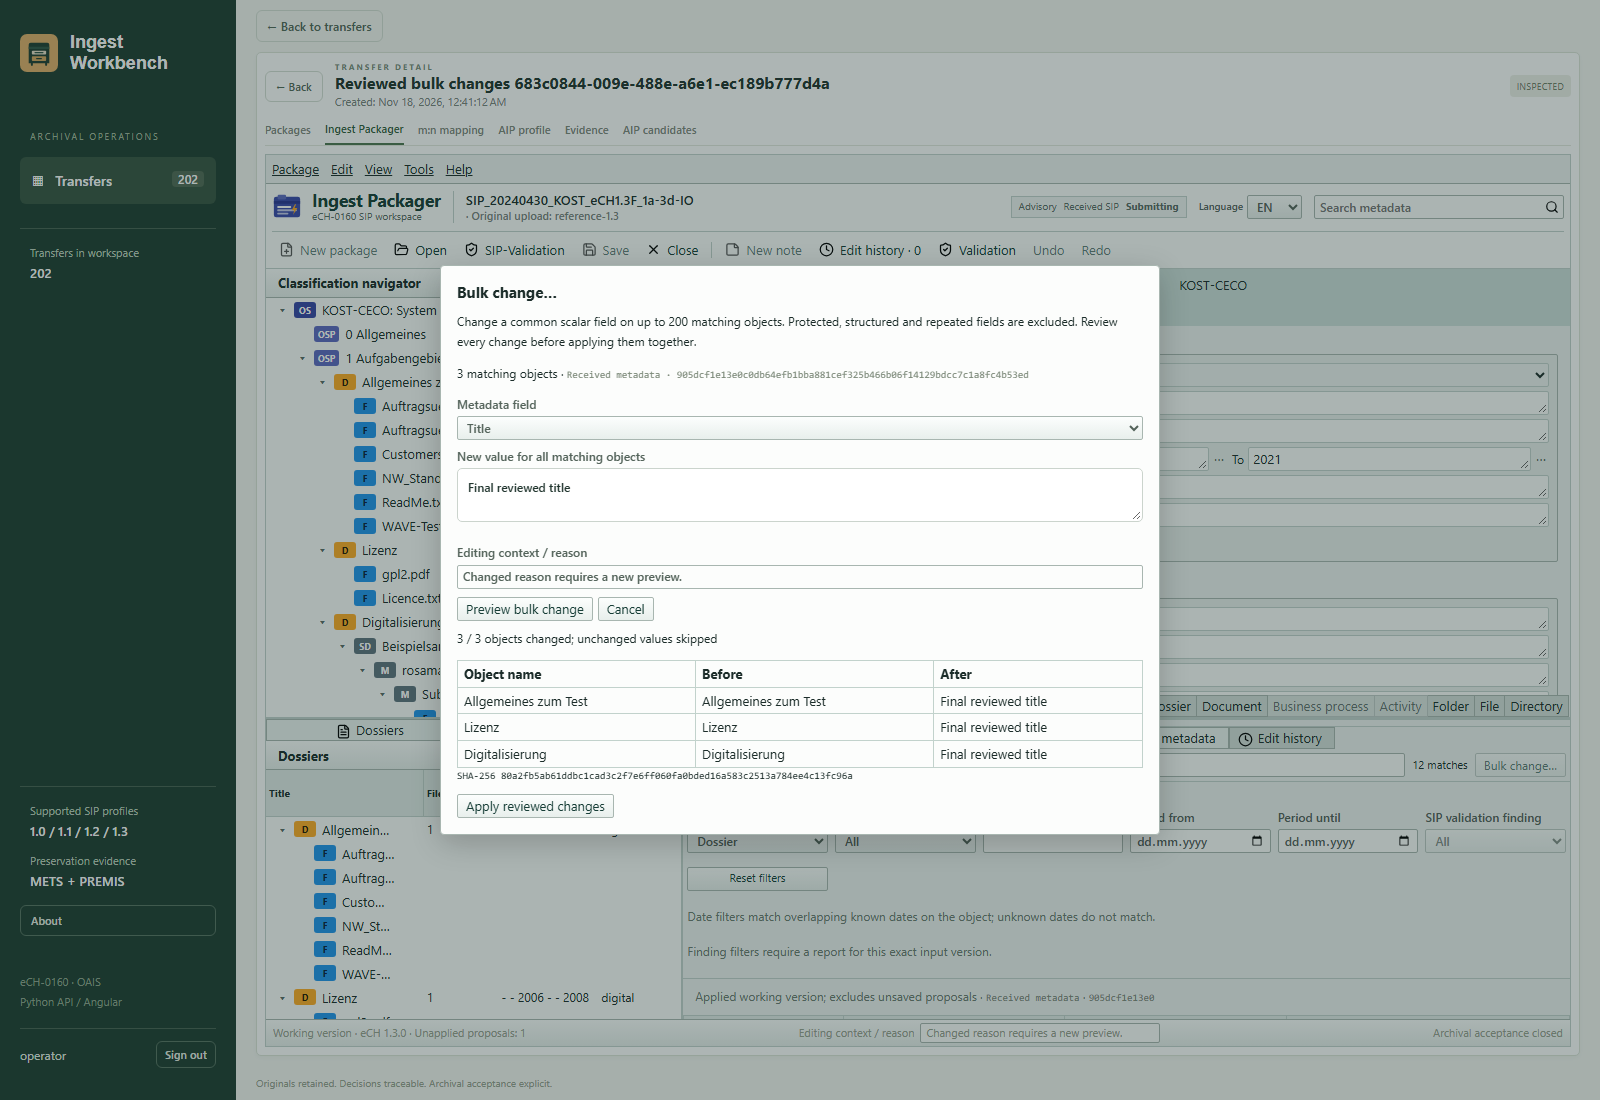 Ingest
Workbench
ARCHIVAL OPERATIONS
Transfers 202
Transfers in workspace
202
Supported SIP profiles
1.0 / 1.1 / 1.2 / 1.3
Preservation evidence
METS + PREMIS
About
eCH-0160 · OAIS
Python API / Angular
operator
Sign out
← Back to transfers
← Back
TRANSFER DETAIL
Reviewed bulk changes 683c0844-009e-488e-a6e1-ec189b777d4a
Created: Nov 18, 2026, 12:41:12 AM
INSPECTED
Packages Ingest Packager m:n mapping AIP profile Evidence AIP candidates
Package Edit View Tools Help
Ingest Packager
eCH-0160 SIP workspace
SIP_20240430_KOST_eCH1.3F_1a-3d-IO
· Original upload: reference-1.3
Advisory Received SIP Submitting
Language EN
Search metadata
New package Open SIP-Validation Save Close New note Edit history · 0 Validation Undo Redo
Classification navigator
OS KOST-CECO: System
OSP 0 Allgemeines
OSP 1 Aufgabengebie
D Allgemeines z
F Auftragsue
F Auftragsue
F Customers
F NW_Stand
F ReadMe.tx
F WAVE-Tes
D Lizenz
F gpl2.pdf
F Licence.txt
D Digitalisierung
SD Beispielsar
M rosama
M Sub
F
KOST-CECO
··· To 2021 ···
ossier Document Business process Activity Folder File Directory
Bulk change...
Change a common scalar field on up to 200 matching objects. Protected, structured and repeated fields are excluded. Review
every change before applying them together.
3 matching objects · Received metadata · 905dcf1e13e0c0db64efb1bba881cef325b466b06f14129bdcc7c1a8fc4b53ed
Metadata field
Title
New value for all matching objects
Final reviewed title
Editing context / reason
Changed reason requires a new preview.
Preview bulk change Cancel
3 / 3 objects changed; unchanged values skipped
Object name Before After
Allgemeines zum Test Allgemeines zum Test Final reviewed title
Lizenz Lizenz Final reviewed title
Digitalisierung Digitalisierung Final reviewed title
SHA-256 80a2fb5ab61ddbc1cad3c2f7e6ff060fa0bded16a583c2513a784ee4c13fc96a
Apply reviewed changes
Dossiers
Dossiers
Title
D Allgemein... 1
F Auftrag...
F Auftrag...
F Custo...
F NW_St...
F ReadM...
F WAVE-...
D Lizenz 1 - - 2006 - - 2008 digital
metadata Edit history
12 matches Bulk change...
d from Period until SIP validation finding
Dossier All dd.mm.yyyy dd.mm.yyyy All
Reset filters
Date filters match overlapping known dates on the object; unknown dates do not match.
Finding filters require a report for this exact input version.
Applied working version; excludes unsaved proposals · Received metadata · 905dcf1e13e0
Working version · eCH 1.3.0 · Unapplied proposals: 1
Editing context / reason Changed reason requires a new preview.
Archival acceptance closed
Originals retained. Decisions traceable. Archival acceptance explicit.